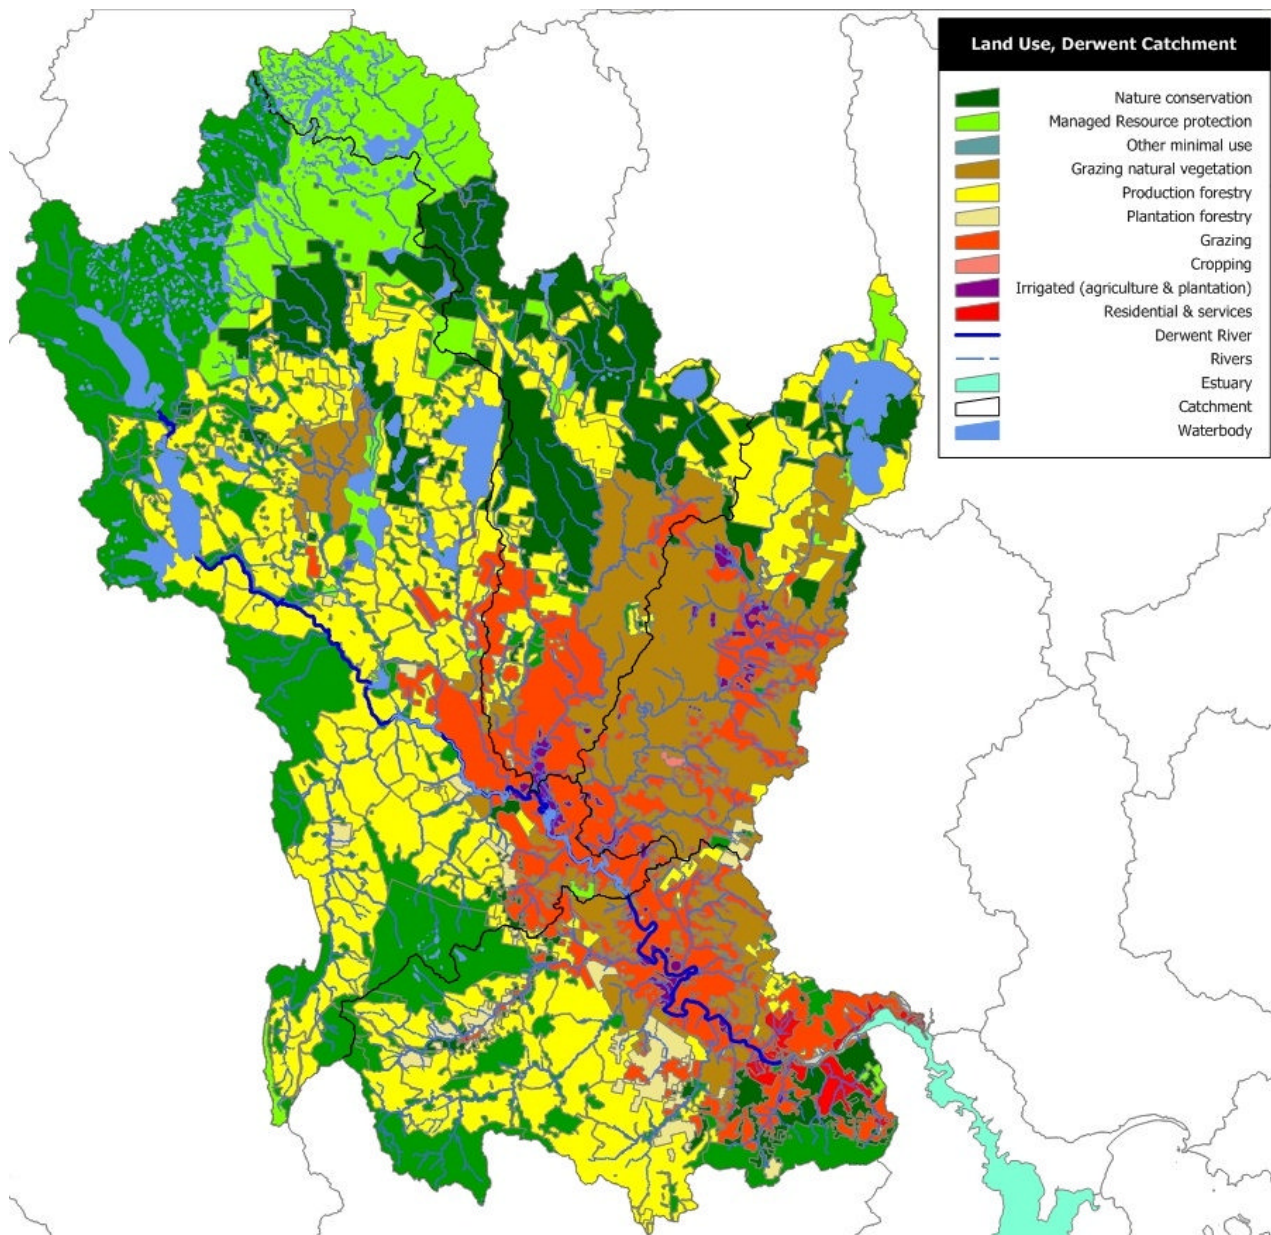 Land Use, Derwent Catchment
Nature conservation
Managed Resource protection
Other minimal use
Grazing natural vegetation
Production forestry
Plantation forestry
Grazing
Cropping
Irrigated (agriculture & plantation)
Residential & services
Derwent River
Rivers
Estuary
Catchment
Waterbody